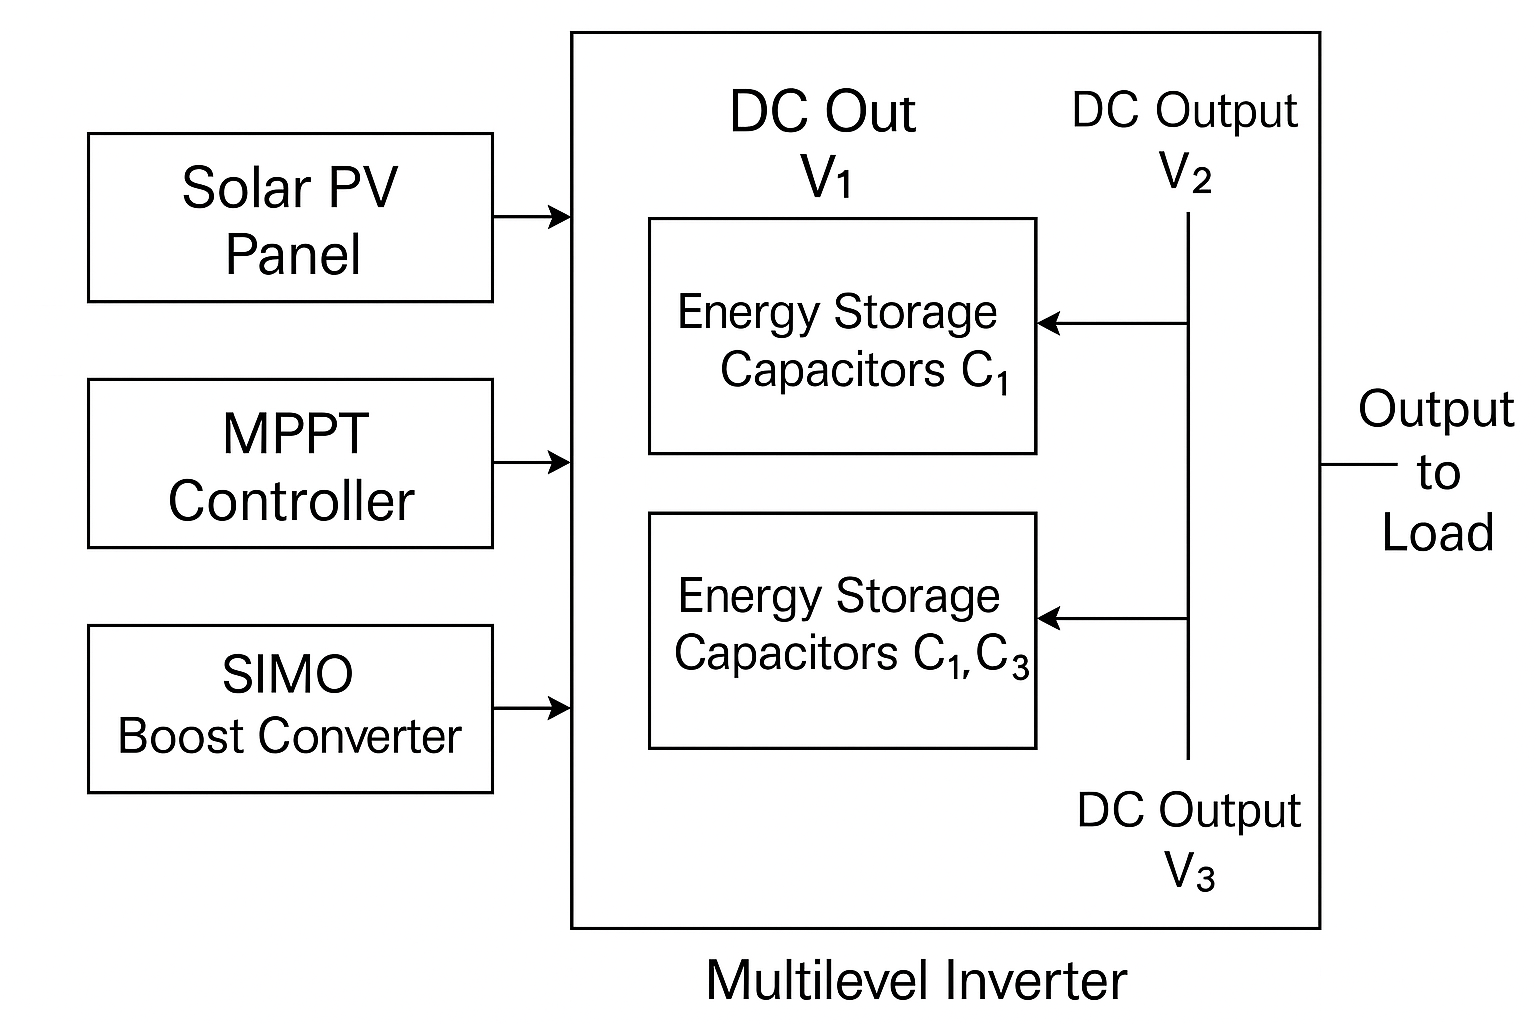 Solar PV
Panel
MPPT
Controller
SIMO
Boost Converter
DC Out
V₁
DC Output
V₂
Energy Storage
Capacitors C₁
Energy Storage
Capacitors C₁, C₃
DC Output
V₃
Output
to
Load
Multilevel Inverter